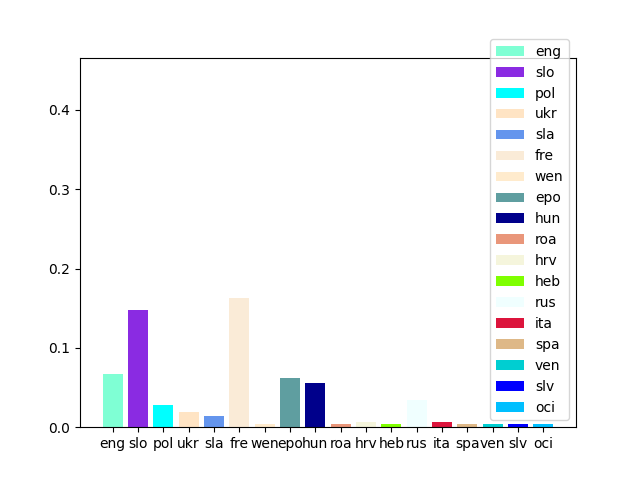 eng
slo
pol
ukr
sla
fre
wen
epo
hun
roa
hrv
heb
rus
ita
spa
ven
slv
oci
0.4
0.3
0.2
0.1
0.0
eng slo pol ukr sla fre wen epo hun roa hrv heb rus ita spa ven slv oci